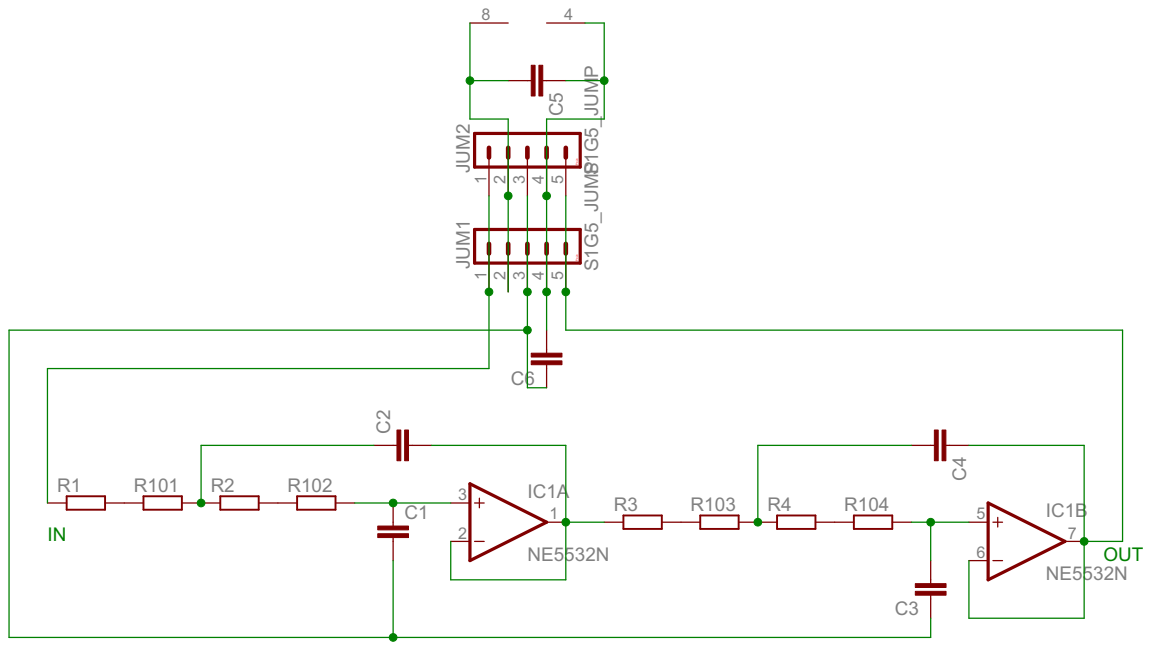 8
4
C5
JUM2
S1G5_JUMP
1
2
3
4
5
JUM1
S1G5_JUMP
1
2
3
4
5
C6
C2
C4
R1
R101
R2
R102
3
C1
2
IC1A
1
NE5532N
IN
R3
R103
R4
R104
5
6
IC1B
7
NE5532N
OUT
C3